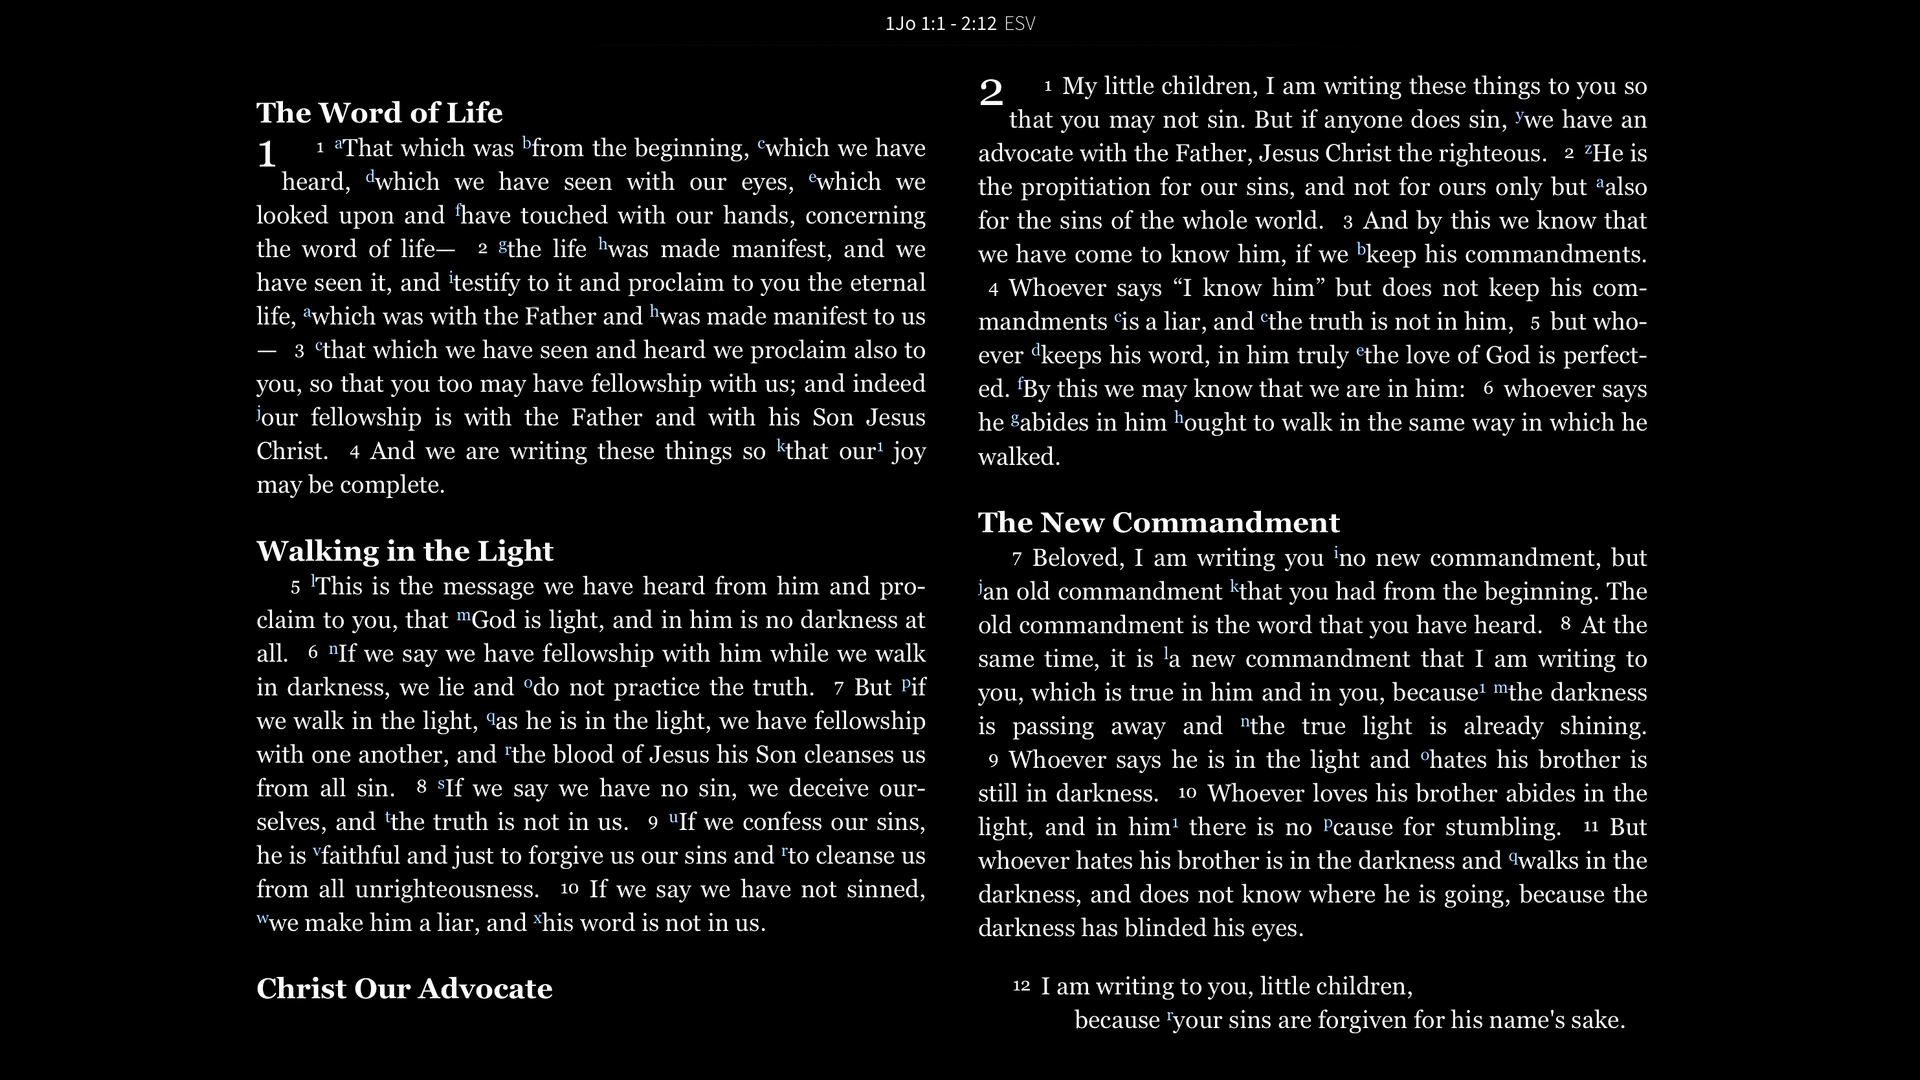 1Jo 1:1 - 2:12 ESV
The Word of Life
1 1 aThat which was bfrom the beginning, cwhich we have
heard, dwhich we have seen with our eyes, ewhich we
looked upon and fhave touched with our hands, concerning
the word of life— 2 gthe life hwas made manifest, and we
have seen it, and itestify to it and proclaim to you the eternal
life, awhich was with the Father and hwas made manifest to us
— 3 cthat which we have seen and heard we proclaim also to
you, so that you too may have fellowship with us; and indeed
jour fellowship is with the Father and with his Son Jesus
Christ. 4 And we are writing these things so kthat our1 joy
may be complete.
Walking in the Light
5 lThis is the message we have heard from him and pro-
claim to you, that mGod is light, and in him is no darkness at
all. 6 nIf we say we have fellowship with him while we walk
in darkness, we lie and odo not practice the truth. 7 But pif
we walk in the light, qas he is in the light, we have fellowship
with one another, and rthe blood of Jesus his Son cleanses us
from all sin. 8 sIf we say we have no sin, we deceive our-
selves, and tthe truth is not in us. 9 uIf we confess our sins,
he is vfaithful and just to forgive us our sins and rto cleanse us
from all unrighteousness. 10 If we say we have not sinned,
wwe make him a liar, and xhis word is not in us.
Christ Our Advocate
2 1 My little children, I am writing these things to you so
that you may not sin. But if anyone does sin, ywe have an
advocate with the Father, Jesus Christ the righteous. 2 zHe is
the propitiation for our sins, and not for ours only but aalso
for the sins of the whole world. 3 And by this we know that
we have come to know him, if we bkeep his commandments.
4 Whoever says “I know him” but does not keep his com-
mandments cis a liar, and cthe truth is not in him, 5 but who-
ever dkeeps his word, in him truly ethe love of God is perfect-
ed. fBy this we may know that we are in him: 6 whoever says
he gabides in him hought to walk in the same way in which he
walked.
The New Commandment
7 Beloved, I am writing you ino new commandment, but
jan old commandment kthat you had from the beginning. The
old commandment is the word that you have heard. 8 At the
same time, it is la new commandment that I am writing to
you, which is true in him and in you, because1 mthe darkness
is passing away and nthe true light is already shining.
9 Whoever says he is in the light and ohates his brother is
still in darkness. 10 Whoever loves his brother abides in the
light, and in him1 there is no pcause for stumbling. 11 But
whoever hates his brother is in the darkness and qwalks in the
darkness, and does not know where he is going, because the
darkness has blinded his eyes.
12 I am writing to you, little children,
because ryour sins are forgiven for his name's sake.